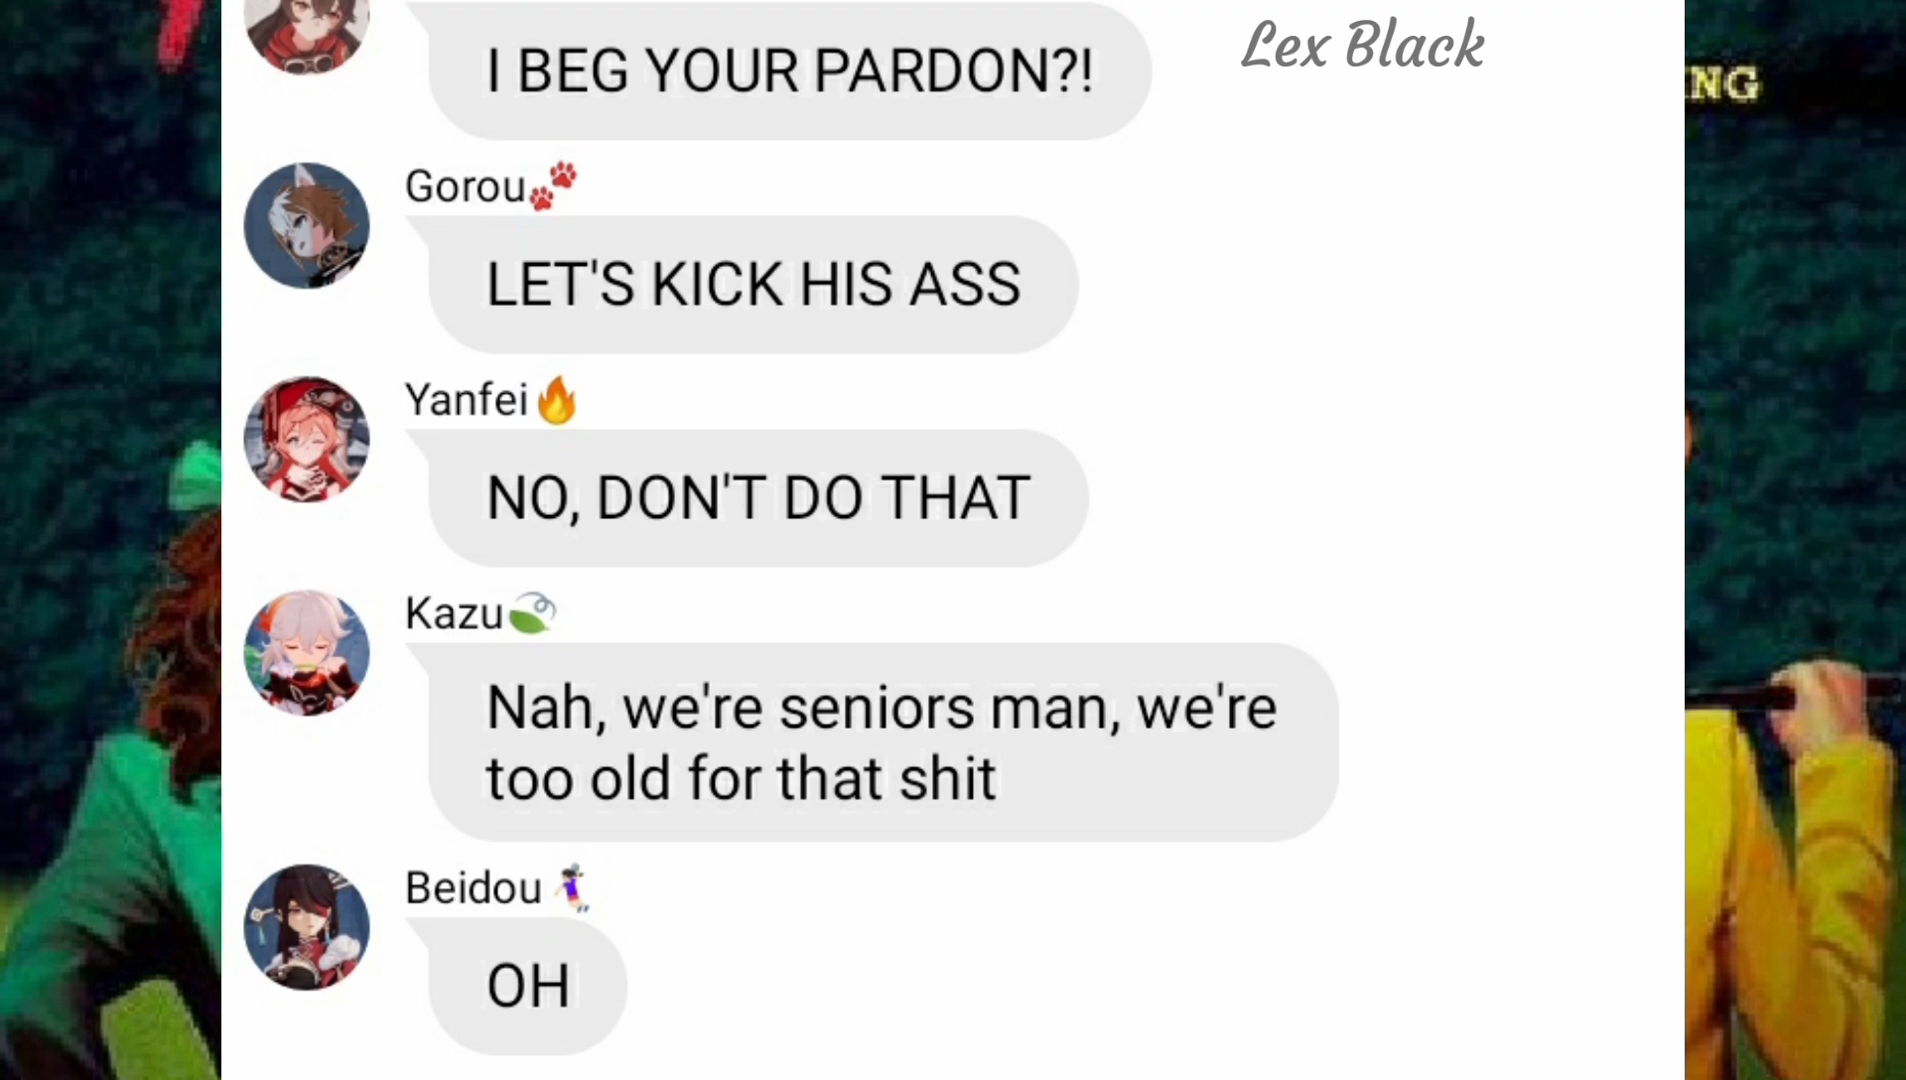 Lex Black
I BEG YOUR PARDON?!
NG
Gorou🐾
LET'S KICK HIS ASS
Yanfei🔥
NO, DON'T DO THAT
Kazu🍃
Nah, we're seniors man, we're
too old for that shit
Beidou
OH